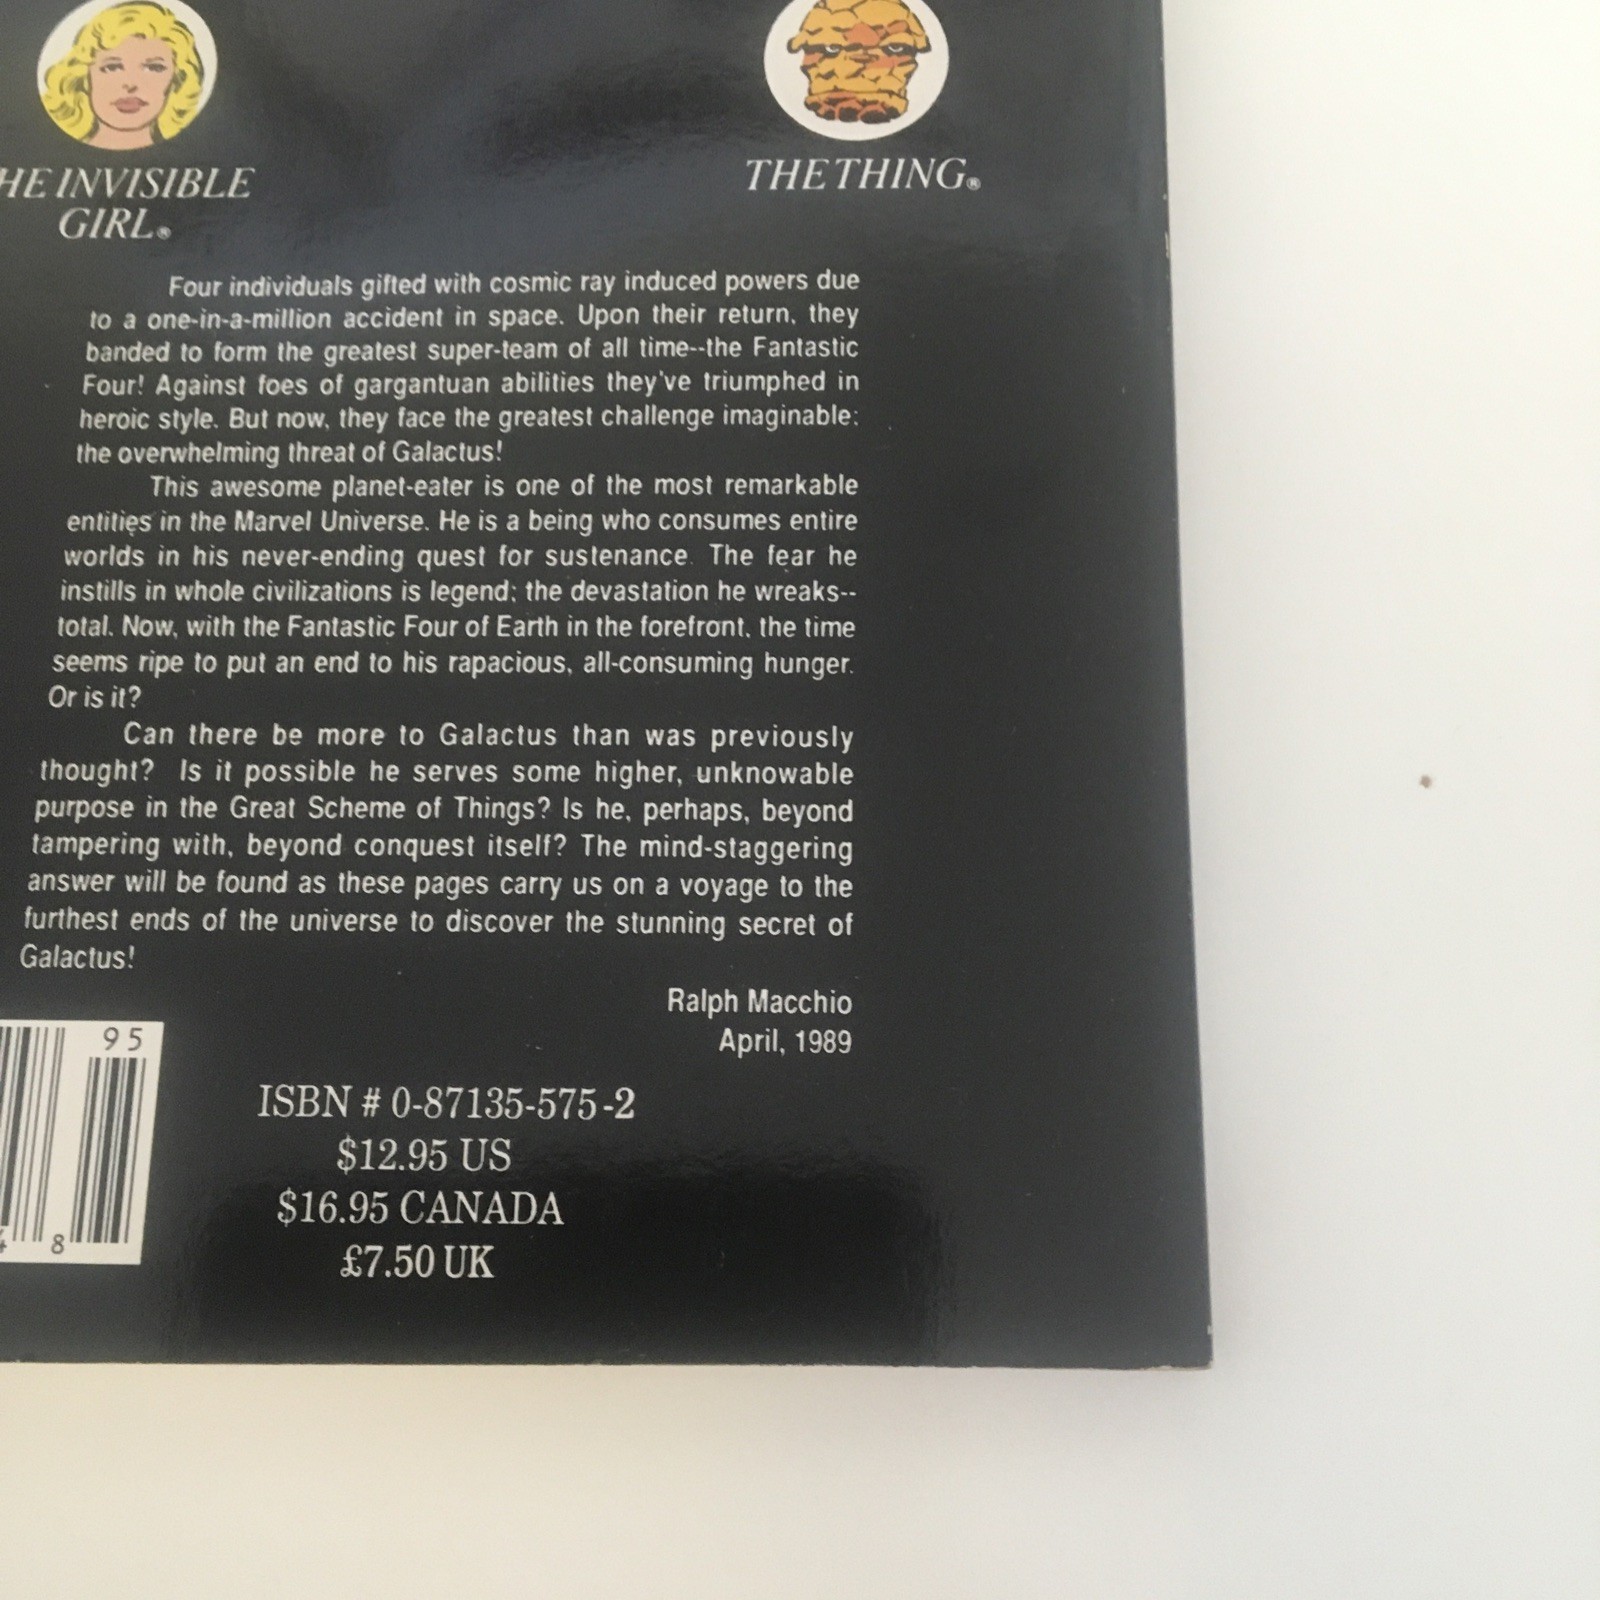 HE INVISIBLE
GIRL®
THE THING®
Four individuals gifted with cosmic ray induced powers due
to a one-in-a-million accident in space. Upon their return, they
banded to form the greatest super-team of all time--the Fantastic
Four! Against foes of gargantuan abilities they've triumphed in
heroic style. But now, they face the greatest challenge imaginable:
the overwhelming threat of Galactus!
This awesome planet-eater is one of the most remarkable
entities in the Marvel Universe. He is a being who consumes entire
worlds in his never-ending quest for sustenance. The fear he
instills in whole civilizations is legend; the devastation he wreaks--
total. Now, with the Fantastic Four of Earth in the forefront, the time
seems ripe to put an end to his rapacious, all-consuming hunger.
Or is it?
Can there be more to Galactus than was previously
thought? Is it possible he serves some higher, unknowable
purpose in the Great Scheme of Things? Is he, perhaps, beyond
tampering with, beyond conquest itself? The mind-staggering
answer will be found as these pages carry us on a voyage to the
furthest ends of the universe to discover the stunning secret of
Galactus!
Ralph Macchio
April, 1989
95
8
ISBN # 0-87135-575-2
$12.95 US
$16.95 CANADA
£7.50 UK